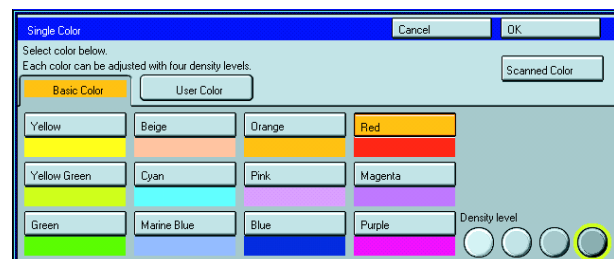 Single Color
Cancel
OK
Select color below.
Each color can be adjusted with four density levels.
Scanned Color
Basic Color
User Color
Yellow
Beige
Orange
Red
Yellow Green
Cyan
Pink
Magenta
Green
Marine Blue
Blue
Purple
Density level